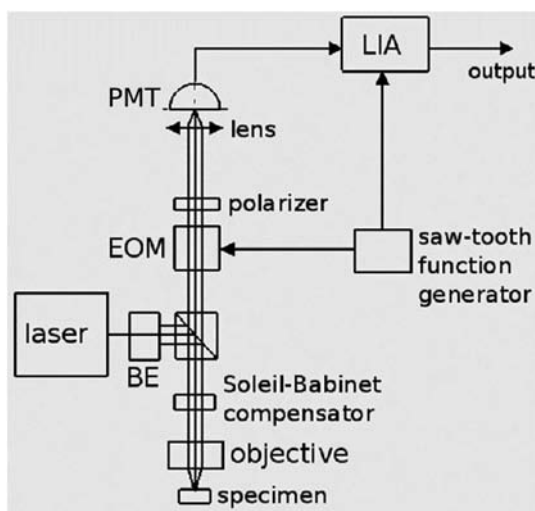 LIA
output
PMT
lens
polarizer
EOM
saw-tooth
function
generator
laser
BE
Soleil-Babinet
compensator
objective
specimen